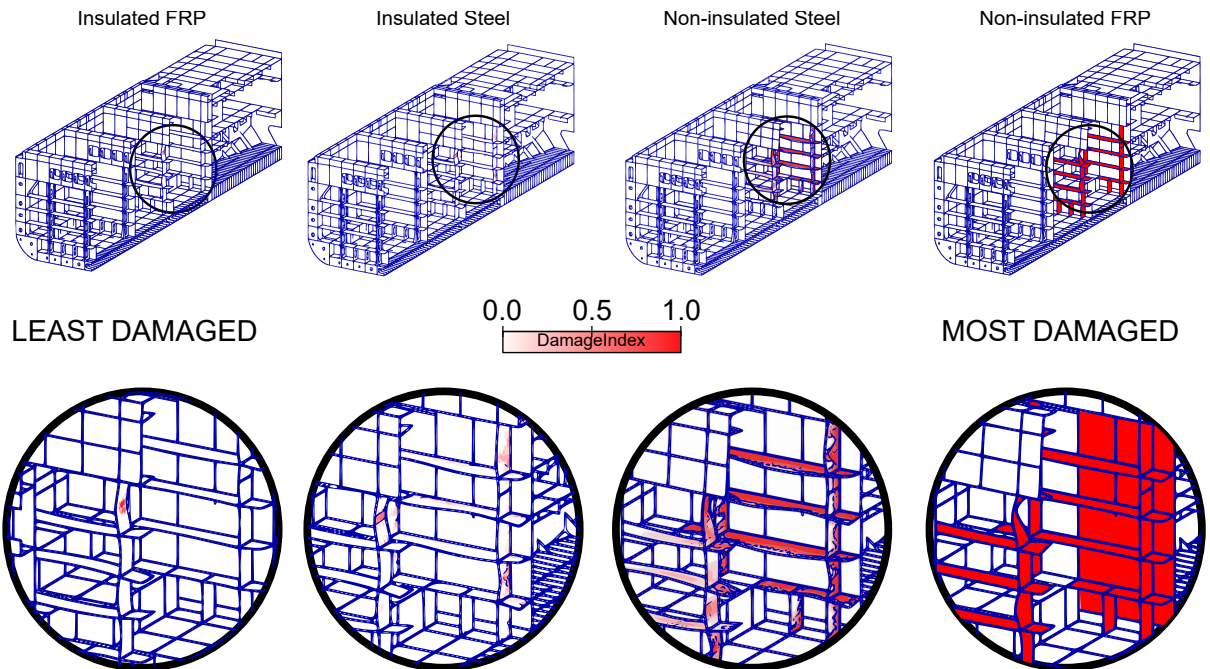 Insulated FRP
Insulated Steel
Non-insulated Steel
Non-insulated FRP
0.0 0.5 1.0
LEAST DAMAGED
DamageIndex
MOST DAMAGED